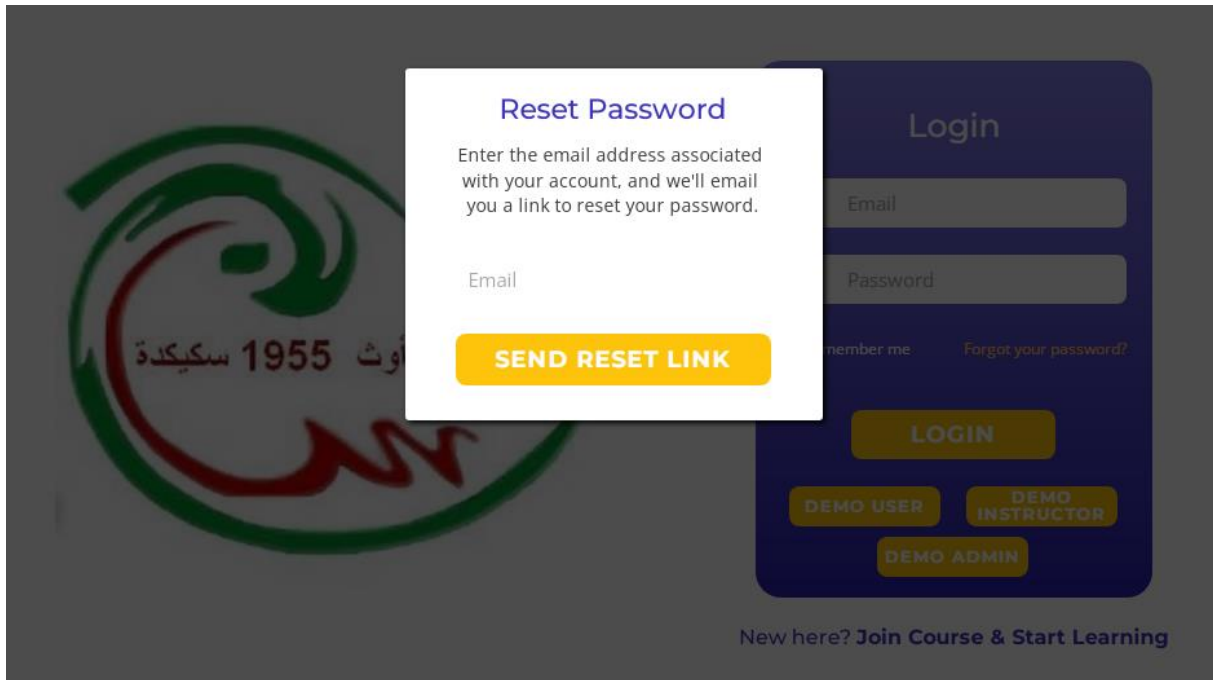 Reset Password
Enter the email address associated
with your account, and we'll email
you a link to reset your password.
Email
SEND RESET LINK
1955 سكيكدة
Login
Email
Password
Forgot your password?
LOGIN
DEMO USER
DEMO
INSTRUCTOR
DEMO ADMIN
New here? Join Course & Start Learning